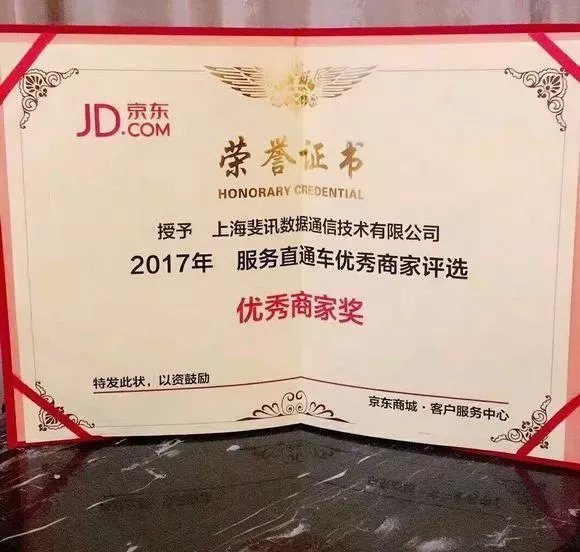 JD京东
.COM
荣誉证书
HONORARY CREDENTIAL
授予 上海斐讯数据通信技术有限公司
2017年 服务直通车优秀商家评选
优秀商家奖
特发此状，以资鼓励
京东商城·客户服务中心